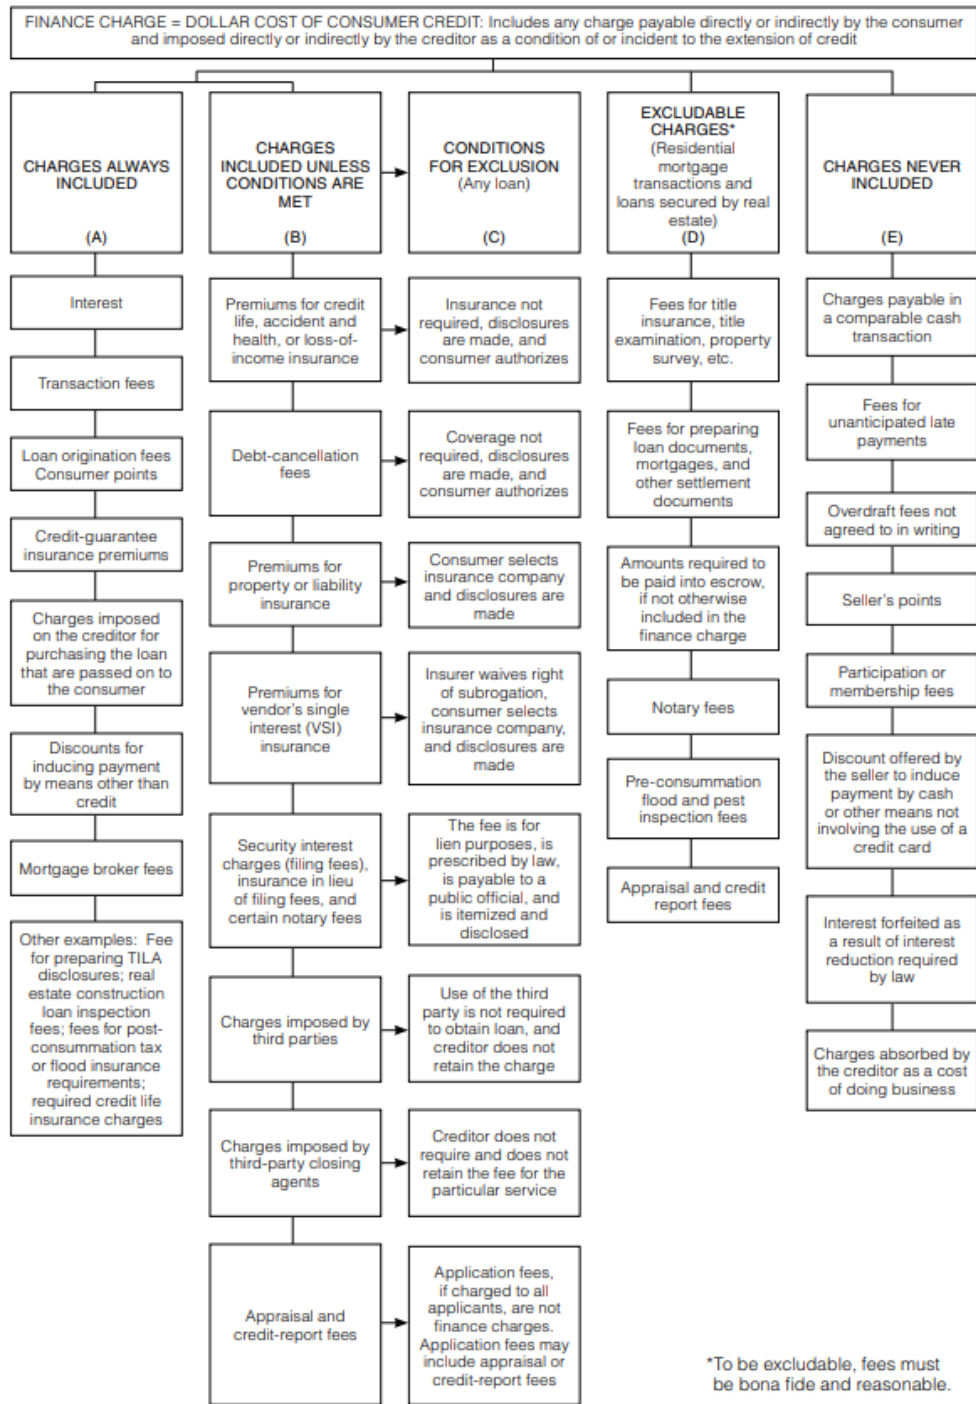 FINANCE CHARGE = DOLLAR COST OF CONSUMER CREDIT: Includes any charge payable directly or indirectly by the consumer
and imposed directly or indirectly by the creditor as a condition of or incident to the extension of credit
CHARGES ALWAYS
INCLUDED
(A)
Interest
Transaction fees
Loan origination fees
Consumer points
Credit-guarantee
insurance premiums
Charges imposed
on the creditor for
purchasing the loan
that are passed on to
the consumer
Discounts for
inducing payment
by means other than
credit
Mortgage broker fees
Other examples: Fee
for preparing TILA
disclosures; real
estate construction
loan inspection
fees; fees for post-
consummation tax
or flood insurance
requirements;
required credit life
insurance charges
CHARGES
INCLUDED UNLESS
CONDITIONS ARE
MET
(B)
Premiums for credit
life, accident and
health, or loss-of-
income insurance
Debt-cancellation
fees
Premiums for
property or liability
insurance
Premiums for
vendor's single
interest (VSI)
insurance
Security interest
charges (filing fees),
insurance in lieu
of filing fees, and
certain notary fees
Charges imposed by
third parties
Charges imposed by
third-party closing
agents
Appraisal and
credit-report fees
CONDITIONS
FOR EXCLUSION
(Any loan)
(C)
Insurance not
required, disclosures
are made, and
consumer authorizes
Coverage not
required, disclosures
are made, and
consumer authorizes
Consumer selects
insurance company
and disclosures are
made
Insurer waives right
of subrogation,
consumer selects
insurance company,
and disclosures are
made
The fee is for
lien purposes, is
prescribed by law,
is payable to a
public official, and
is itemized and
disclosed
Use of the third
party is not required
to obtain loan, and
creditor does not
retain the charge
Creditor does not
require and does not
retain the fee for the
particular service
Application fees,
if charged to all
applicants, are not
finance charges.
Application fees may
include appraisal or
credit-report fees
EXCLUDABLE
CHARGES*
(Residential
mortgage
transactions and
loans secured by real
estate)
(D)
Fees for title
insurance, title
examination, property
survey, etc.
Fees for preparing
loan documents,
mortgages, and
other settlement
documents
Amounts required to
be paid into escrow,
if not otherwise
included in the
finance charge
Notary fees
Pre-consummation
flood and pest
inspection fees
Appraisal and credit
report fees
CHARGES NEVER
INCLUDED
(E)
Charges payable in
a comparable cash
transaction
Fees for
unanticipated late
payments
Overdraft fees not
agreed to in writing
Seller's points
Participation or
membership fees
Discount offered by
the seller to induce
payment by cash
or other means not
involving the use of a
credit card
Interest forfeited as
a result of interest
reduction required
by law
Charges absorbed by
the creditor as a cost
of doing business
*To be excludable, fees must
be bona fide and reasonable.